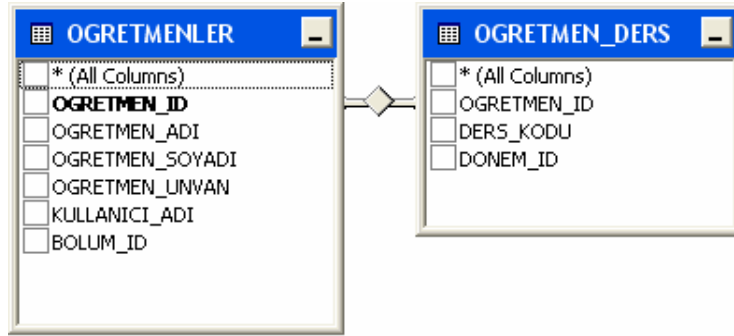 OGRETMENLER
* (All Columns)
OGRETMEN_ID
OGRETMEN_ADI
OGRETMEN_SOYADI
OGRETMEN_UNVAN
KULLANICI_ADI
BOLUM_ID
OGRETMEN_DERS
* (All Columns)
OGRETMEN_ID
DERS_KODU
DONEM_ID